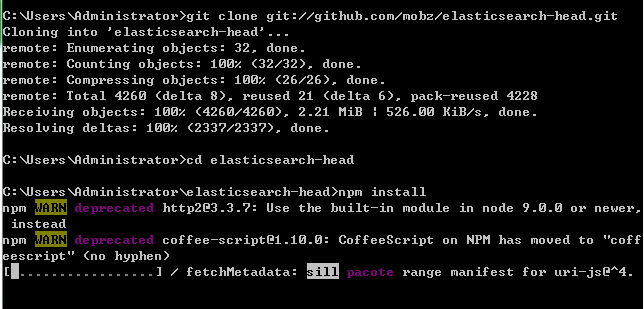 C:\Users\Administrator>git clone git://github.com/mobz/elasticsearch-head.git
Cloning into 'elasticsearch-head'...
remote: Enumerating objects: 32, done.
remote: Counting objects: 100% (32/32), done.
remote: Compressing objects: 100% (26/26), done.
remote: Total 4260 (delta 8), reused 21 (delta 6), pack-reused 4228
Receiving objects: 100% (4260/4260), 2.21 MiB | 526.00 KiB/s, done.
Resolving deltas: 100% (2337/2337), done.
C:\Users\Administrator>cd elasticsearch-head
C:\Users\Administrator\elasticsearch-head>npm install
npm WARN deprecated http2@3.3.7: Use the built-in module in node 9.0.0 or newer,
 instead
npm WARN deprecated coffee-script@1.10.0: CoffeeScript on NPM has moved to "coff
eescript" (no hyphen)
[ ................] / fetchMetadata: sill pacote range manifest for uri-js@^4.